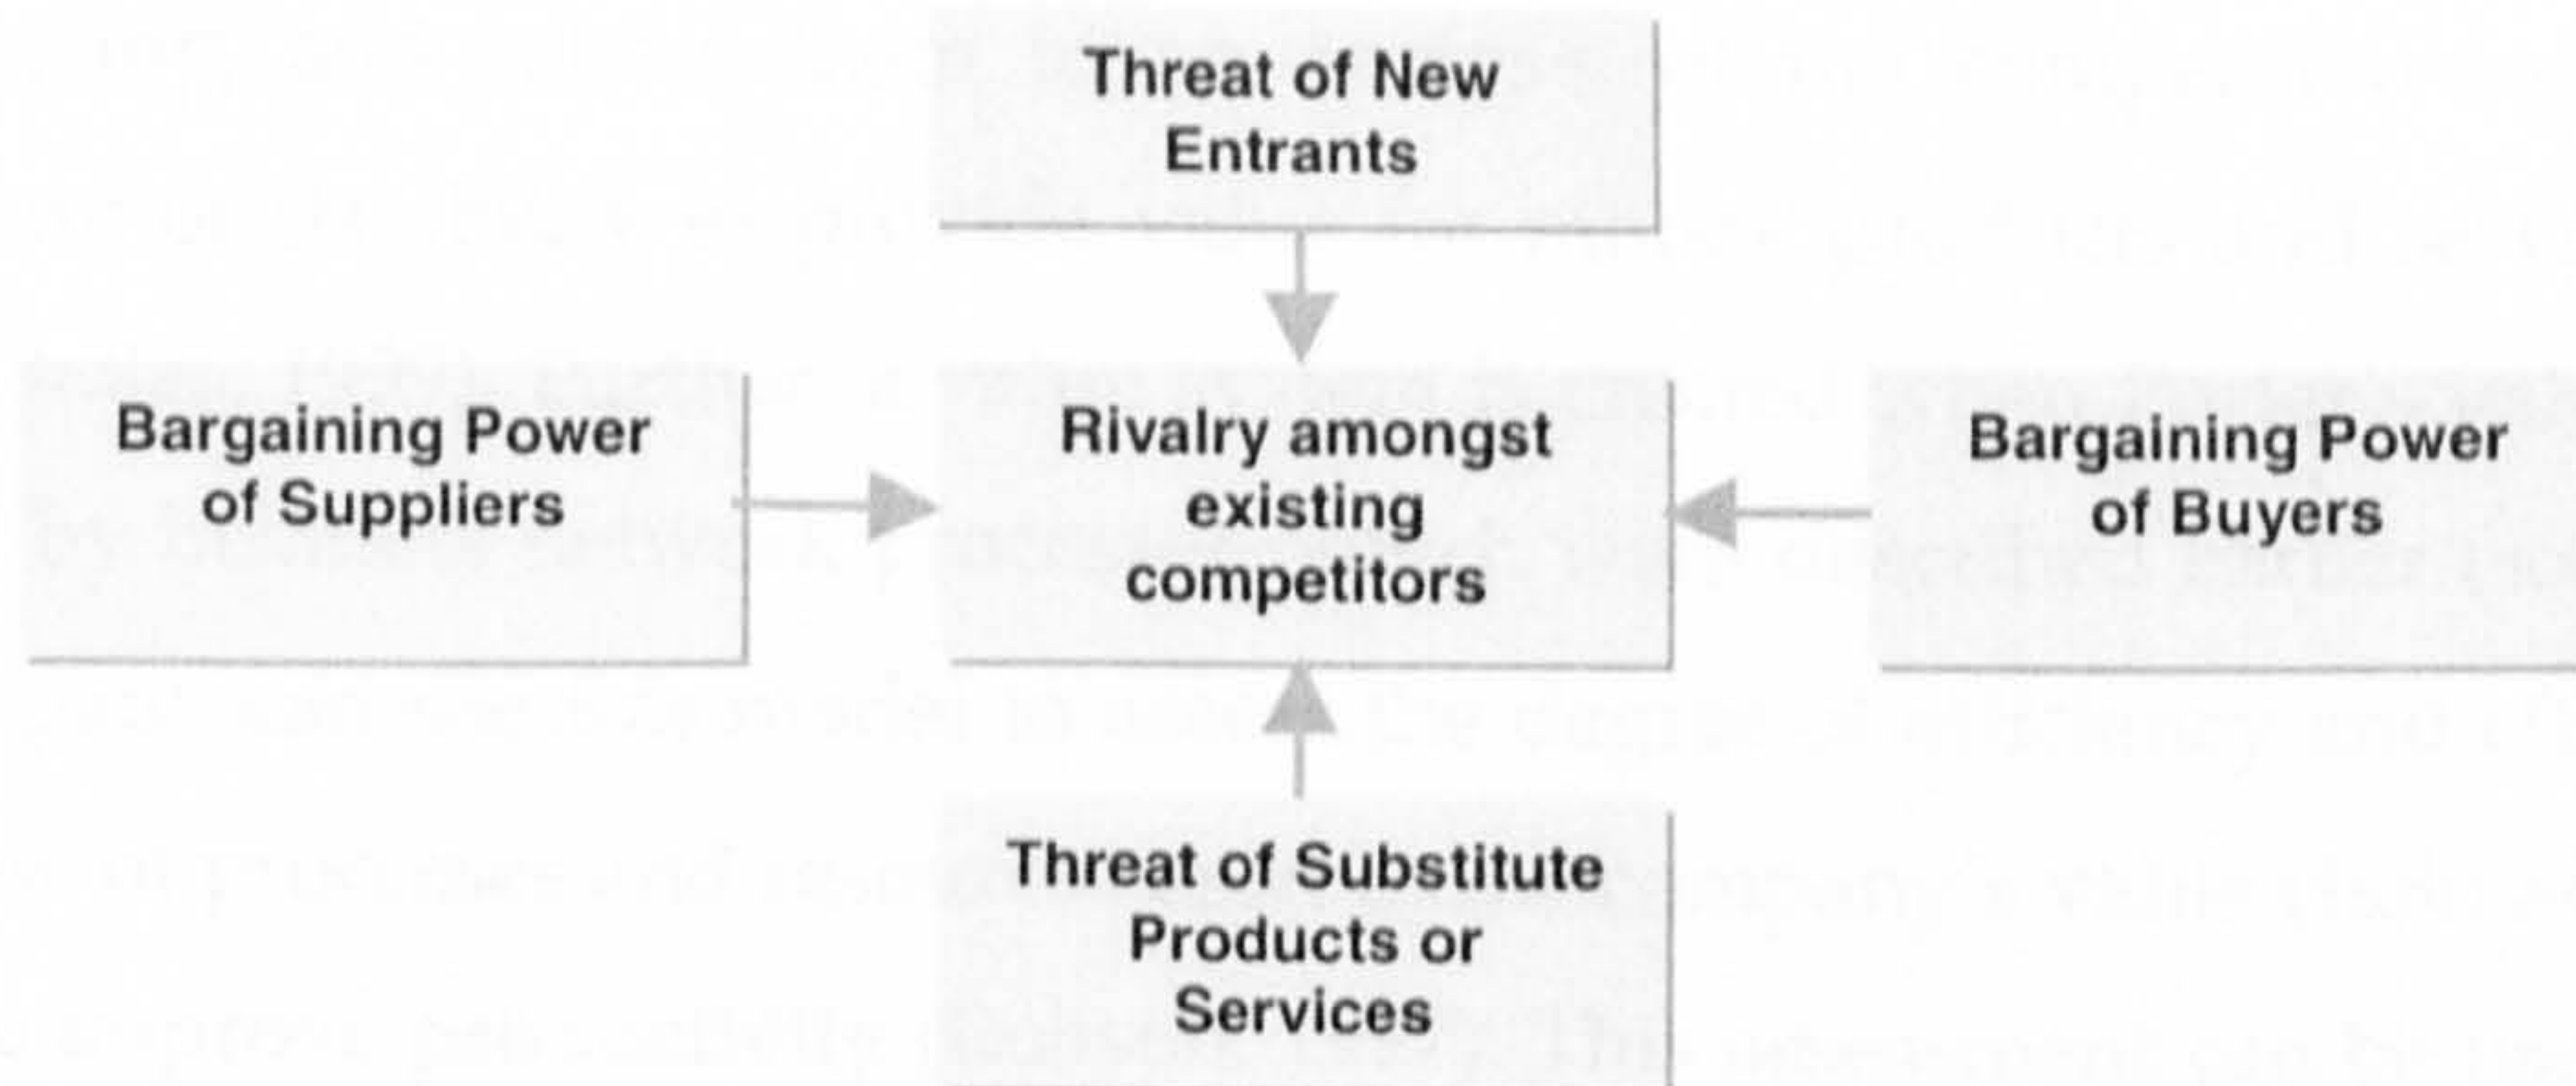 Threat of New
Entrants
Bargaining Power
of Suppliers
Rivalry amongst
existing
competitors
Bargaining Power
of Buyers
Threat of Substitute
Products or
Services